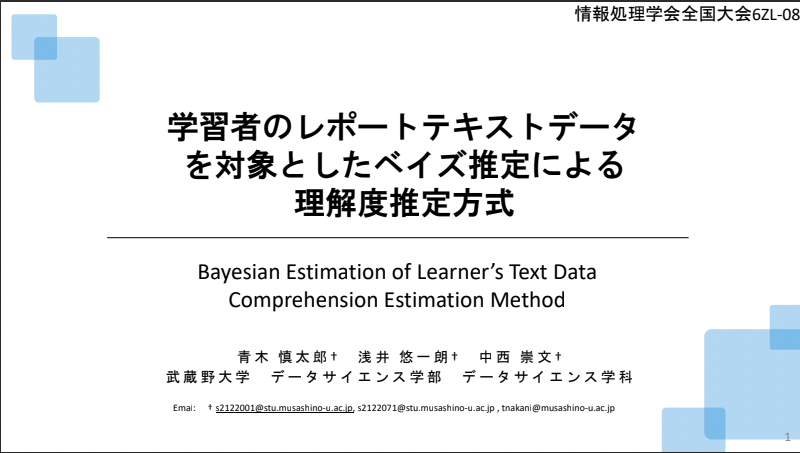 情報処理学会全国大会6ZL-08
学習者のレポートテキストデータ
を対象としたベイズ推定による
理解度推定方式
Bayesian Estimation of Learner’s Text Data
Comprehension Estimation Method
青木 慎太郎†　浅井 悠一朗†　中西 崇文†
武蔵野大学　データサイエンス学部　データサイエンス学科
Emai:　† s2122001@stu.musashino-u.ac.jp, s2122071@stu.musashino-u.ac.jp , tnakani@musashino-u.ac.jp
1